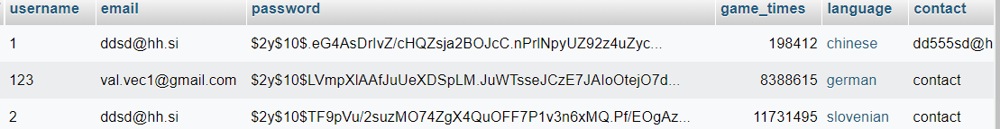 username email password game_times language contact
1 ddsd@hh.si $2y$10$.eG4AsDrIvZ/cHQZsja2BOJcC.nPrlNpyUZ92z4uZyc... 198412 chinese dd555sd@h
123 val.vec1@gmail.com $2y$10$LVmpXlAAfJuUeXDSpLM.JuWTsseJCzE7JAloOtejO7d... 8388615 german contact
2 ddsd@hh.si $2y$10$TF9pVu/2suzMO74ZgX4QuOFF7P1v3n6xMQ.Pf/EOgAz... 11731495 slovenian contact